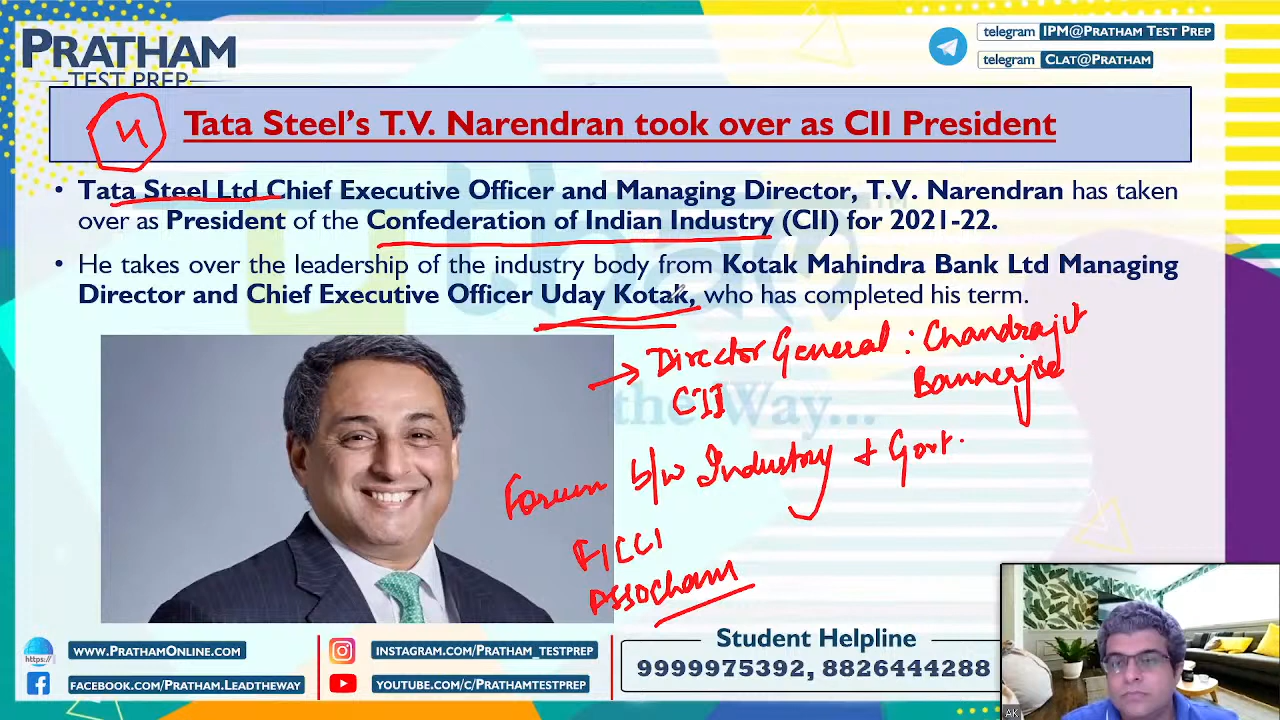 PRATHAM
TEST PREP
telegram IPM@PRATHAM TEST PREP
telegram CLAT@PRATHAM
4
Tata Steel's T.V. Narendran took over as CII President
• Tata Steel Ltd Chief Executive Officer and Managing Director, T.V. Narendran has taken
over as President of the Confederation of Indian Industry (CII) for 2021-22.
• He takes over the leadership of the industry body from Kotak Mahindra Bank Ltd Managing
Director and Chief Executive Officer Uday Kotak, who has completed his term.
→ Director General : Chandrajit
CII Bannerjee
the Way...
Forum b/w Industry + Govt.
FICCI
ASSOCham
https://
WWW.PRATHAMONLINE.COM
FACEBOOK.COM/PRATHAM.LEADTHEWAY
INSTAGRAM.COM/PRATHAM_TESTPREP
YOUTUBE.COM/C/PRATHAMTESTPREP
Student Helpline
9999975392, 8826444288
AK